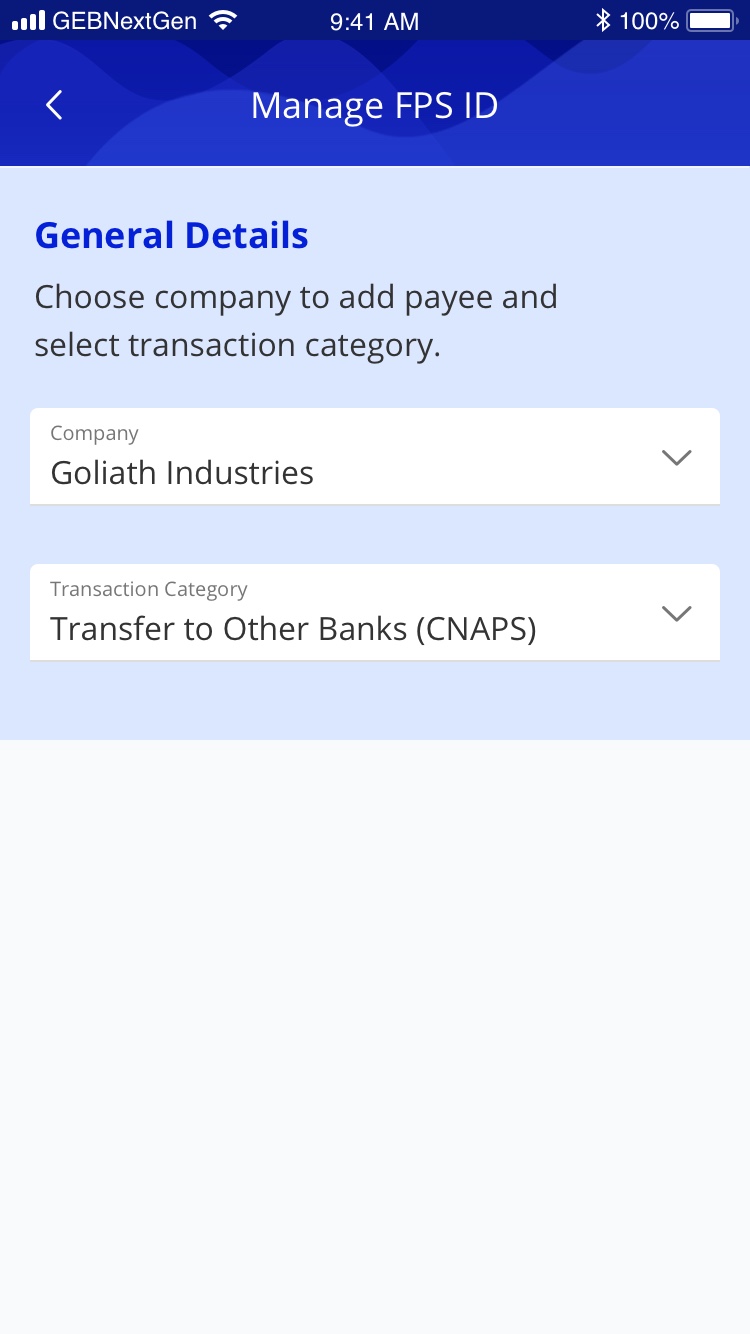 GEBNextGen 9:41 AM 100%
Manage FPS ID
General Details
Choose company to add payee and
select transaction category.
Company
Goliath Industries
Transaction Category
Transfer to Other Banks (CNAPS)